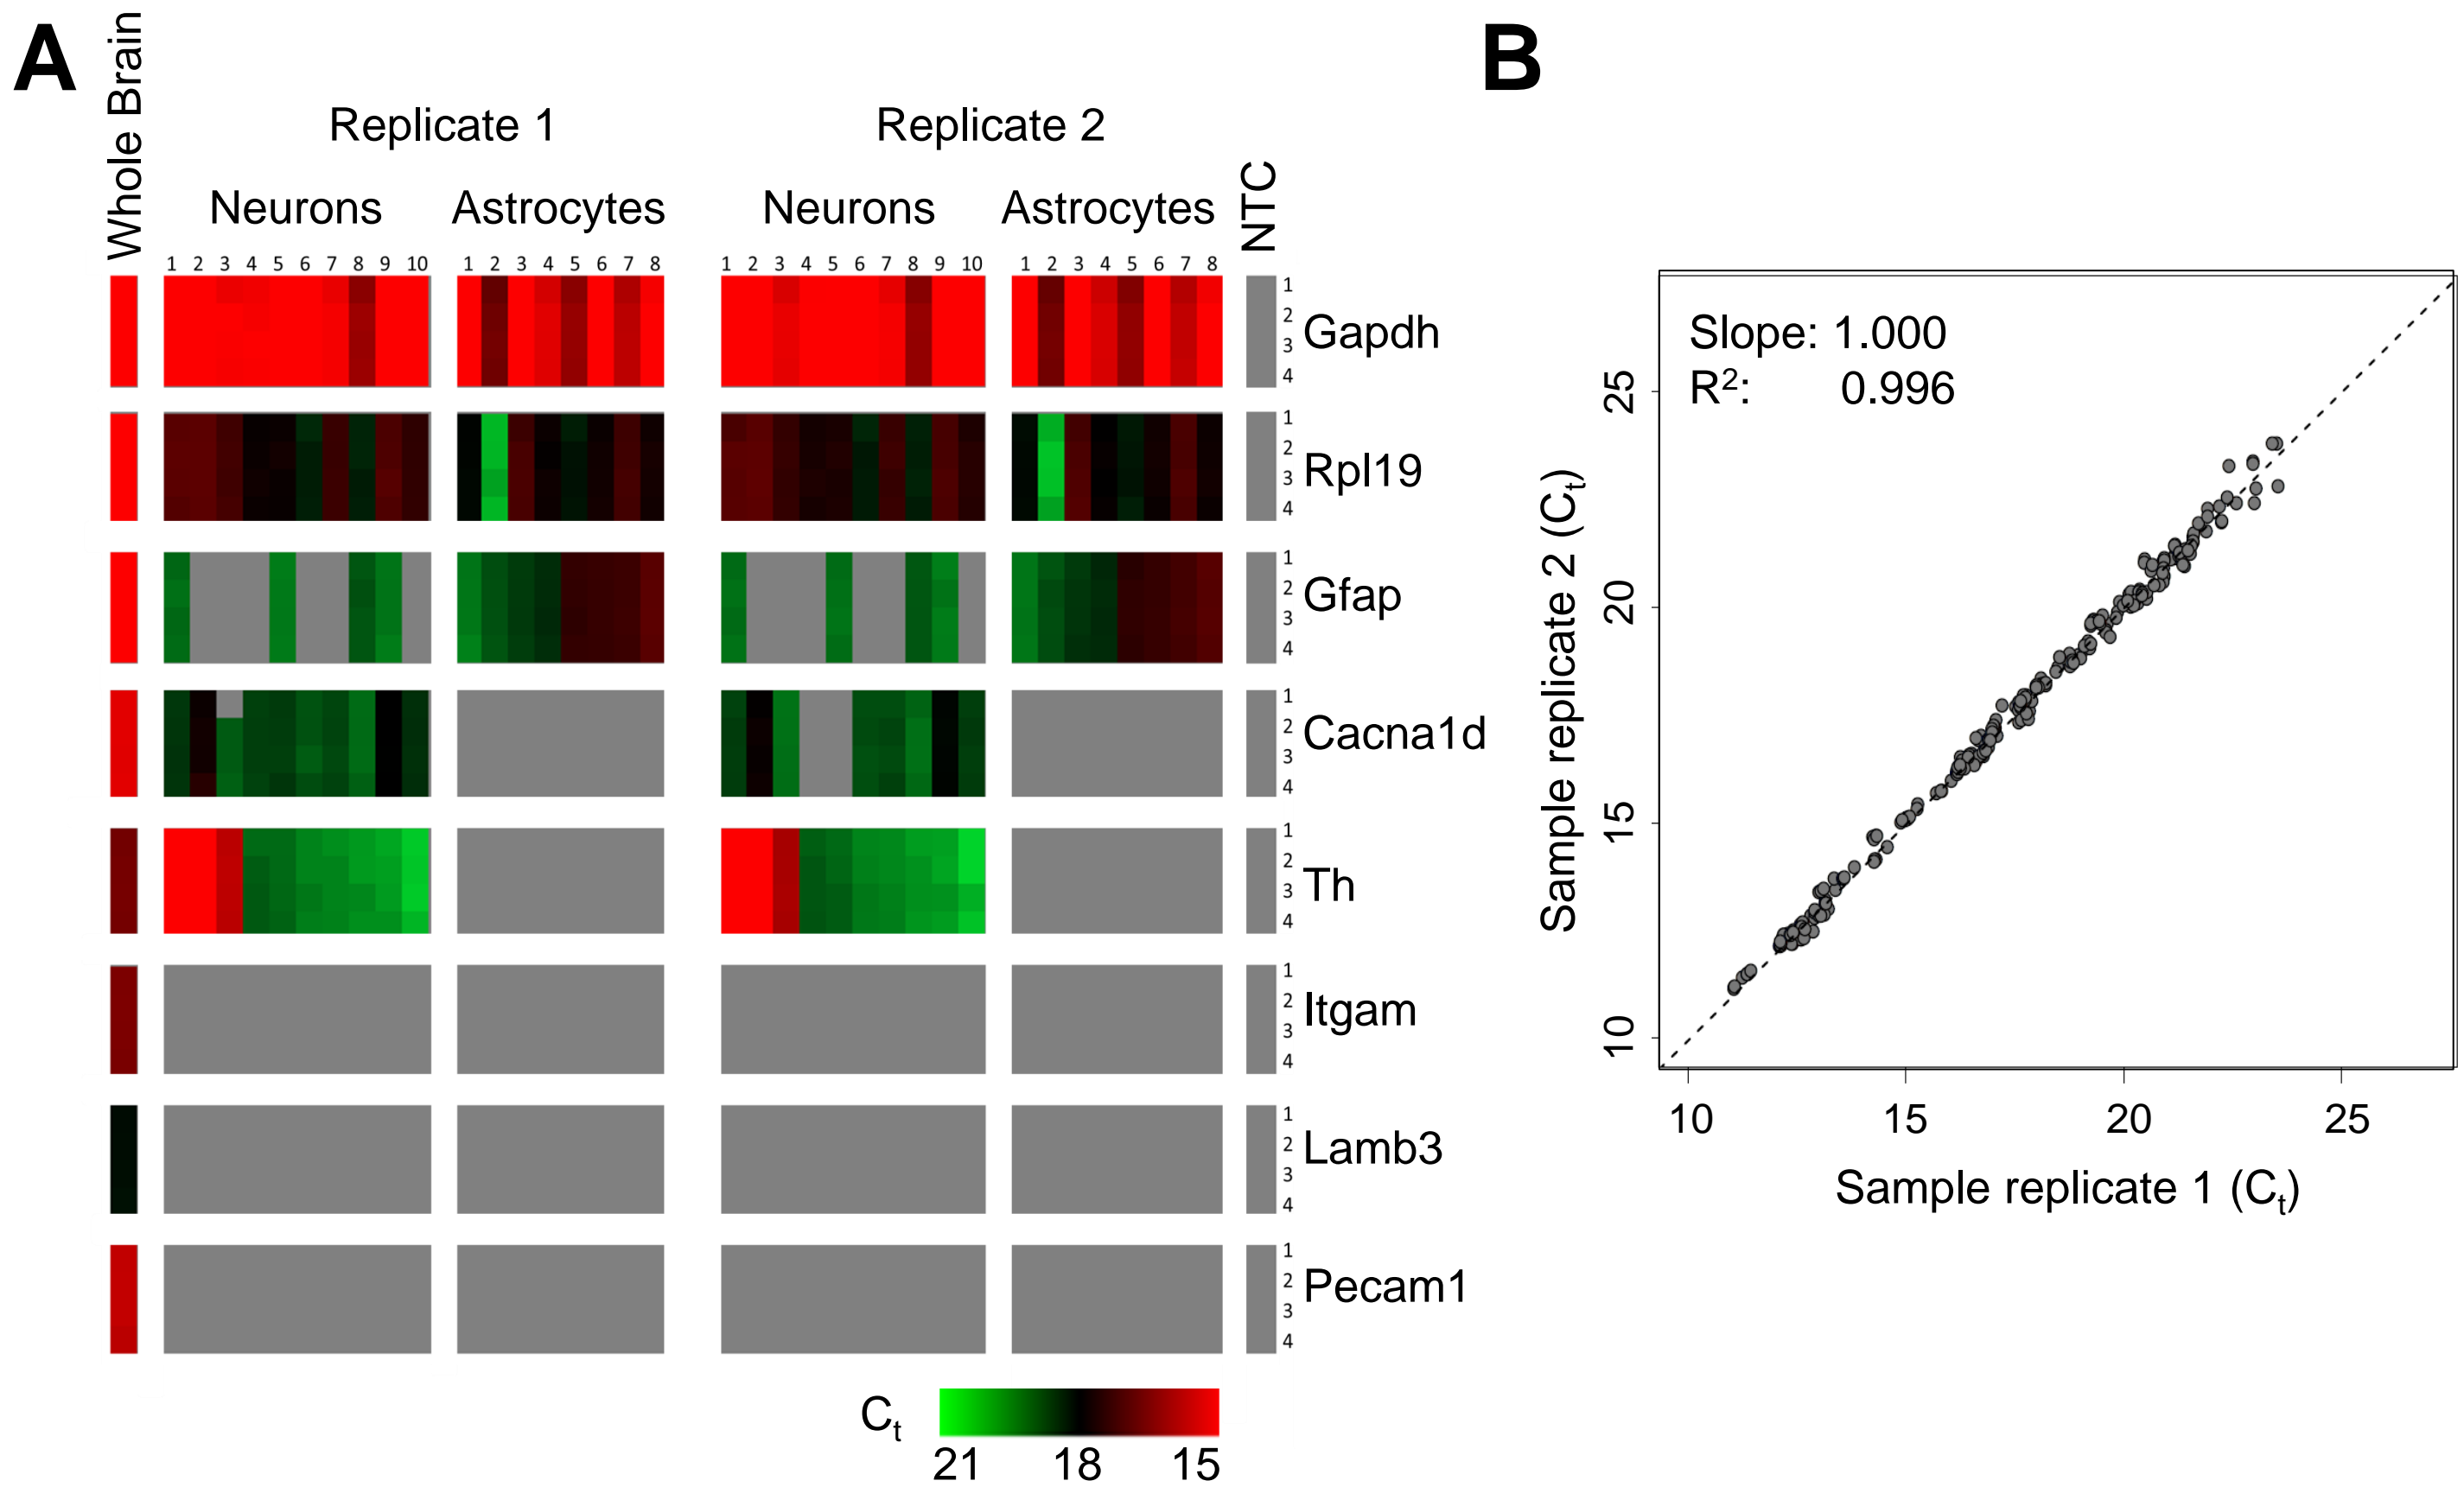 A
B
Whole Brain
Replicate 1
Replicate 2
Neurons
Astrocytes
Neurons
Astrocytes
NTC
1 2 3 4 5 6 7 8 9 10
1 2 3 4 5 6 7 8
1 2 3 4 5 6 7 8 9 10
1 2 3 4 5 6 7 8
1
2
3
4
Gapdh
1
2
3
4
Rpl19
1
2
3
4
Gfap
1
2
3
4
Cacna1d
1
2
3
4
Th
1
2
3
4
Itgam
1
2
3
4
Lamb3
1
2
3
4
Pecam1
Ct
21 18 15
Slope: 1.000
R2: 0.996
Sample replicate 2 (Ct)
25
20
15
10
10 15 20 25
Sample replicate 1 (Ct)